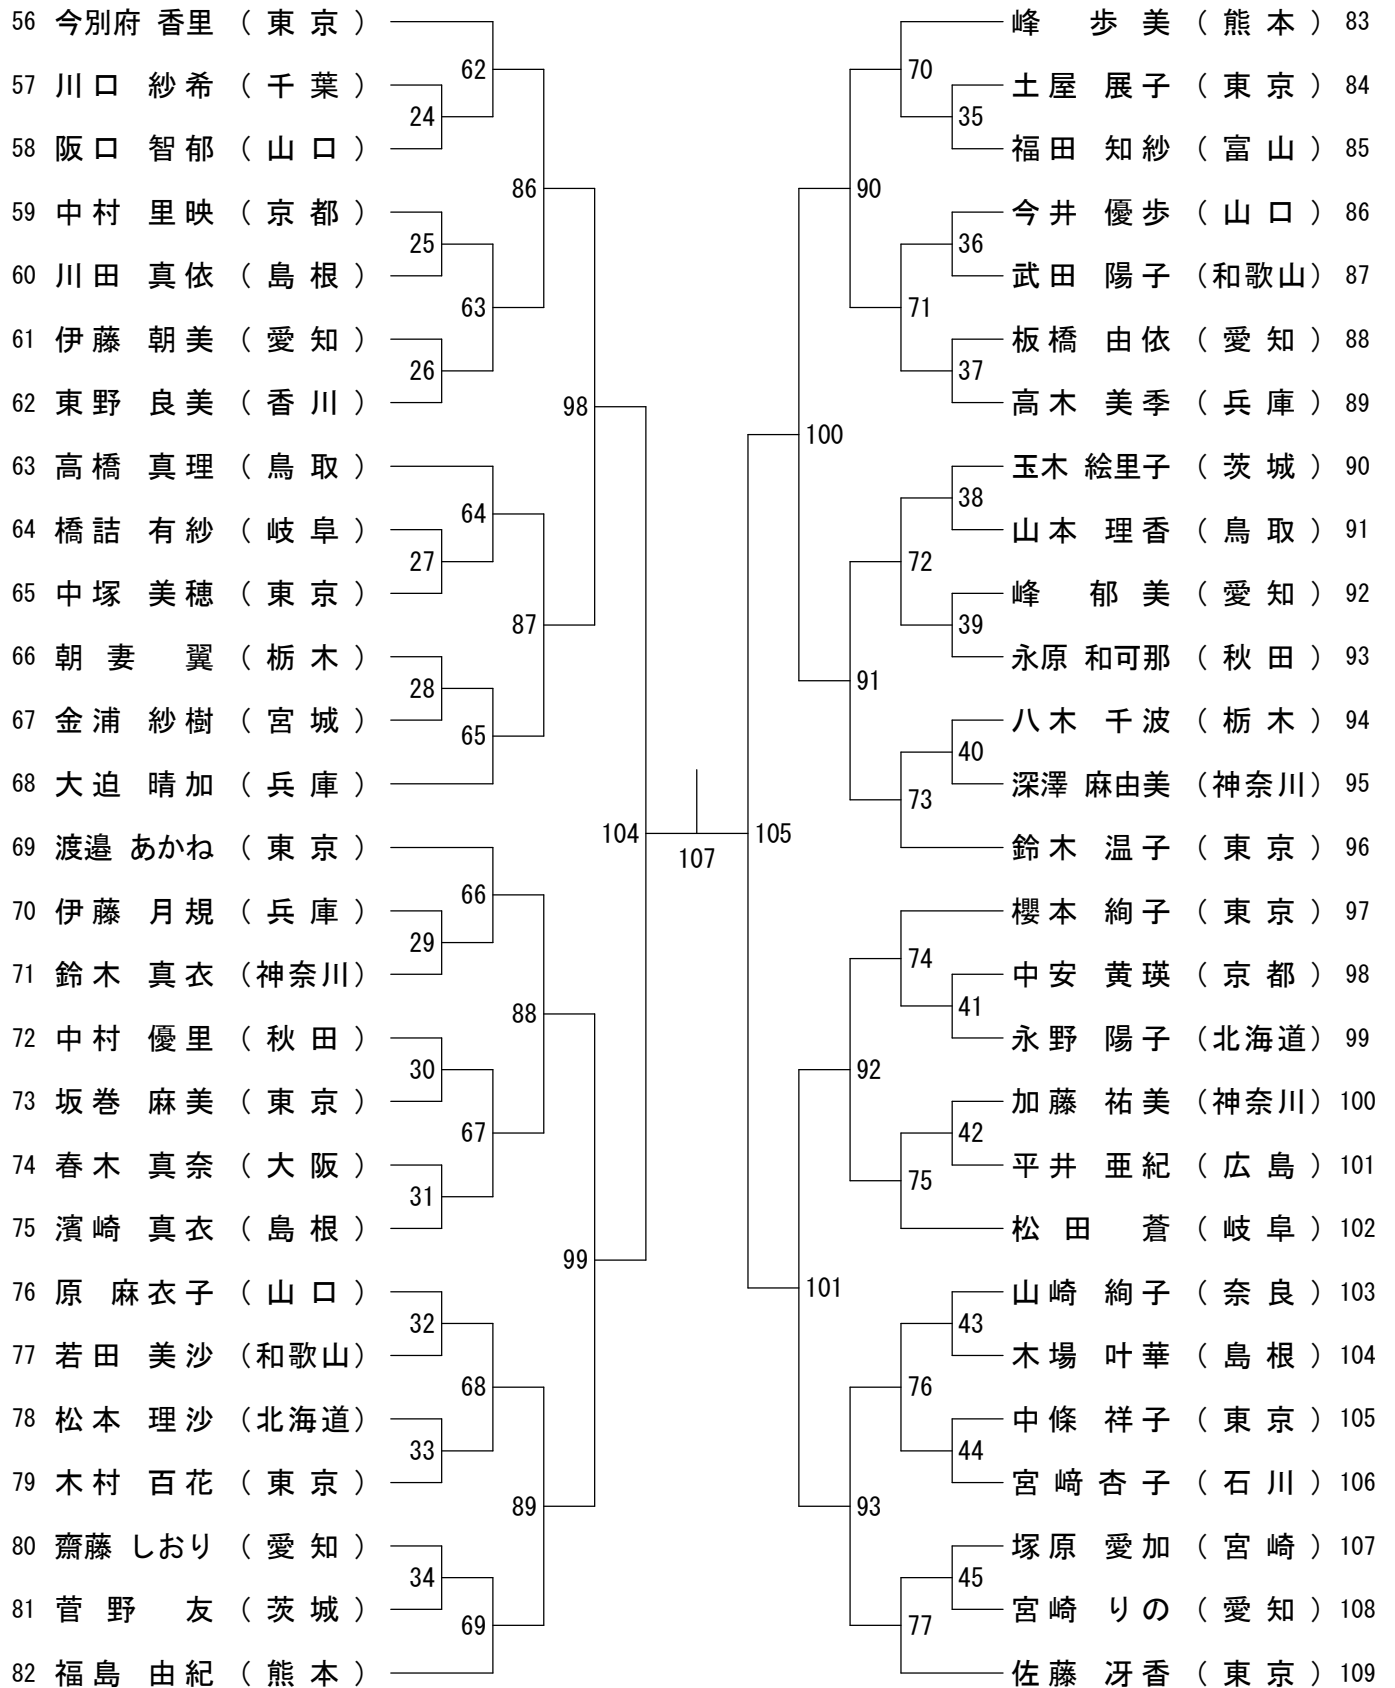 56 今別府 香里 ( 東 京 )
57 川口 紗希 ( 千 葉 )
58 阪口 智郁 ( 山 口 )
59 中村 里映 ( 京 都 )
60 川田 真依 ( 島 根 )
61 伊藤 朝美 ( 愛 知 )
62 東野 良美 ( 香 川 )
63 高橋 真理 ( 鳥 取 )
64 橋詰 有紗 ( 岐 阜 )
65 中塚 美穂 ( 東 京 )
66 朝妻 翼 ( 栃 木 )
67 金浦 紗樹 ( 宮 城 )
68 大迫 晴加 ( 兵 庫 )
69 渡邉 あかね ( 東 京 )
70 伊藤 月規 ( 兵 庫 )
71 鈴木 真衣 (神奈川)
72 中村 優里 ( 秋 田 )
73 坂巻 麻美 ( 東 京 )
74 春木 真奈 ( 大 阪 )
75 濱崎 真衣 ( 島 根 )
76 原 麻衣子 ( 山 口 )
77 若田 美沙 (和歌山)
78 松本 理沙 (北海道)
79 木村 百花 ( 東 京 )
80 齋藤 しおり ( 愛 知 )
81 菅野 友 ( 茨 城 )
82 福島 由紀 ( 熊 本 )
24
25
26
27
28
29
30
31
32
33
34
62
63
64
65
66
67
68
69
86
87
88
89
98
99
104
107
105
100
101
90
91
92
93
70
71
72
73
74
75
76
77
35
36
37
38
39
40
41
42
43
44
45
峰 歩美 ( 熊 本 ) 83
土屋 展子 ( 東 京 ) 84
福田 知紗 ( 富 山 ) 85
今井 優歩 ( 山 口 ) 86
武田 陽子 (和歌山) 87
板橋 由依 ( 愛 知 ) 88
高木 美季 ( 兵 庫 ) 89
玉木 絵里子 ( 茨 城 ) 90
山本 理香 ( 鳥 取 ) 91
峰 郁美 ( 愛 知 ) 92
永原 和可那 ( 秋 田 ) 93
八木 千波 ( 栃 木 ) 94
深澤 麻由美 (神奈川) 95
鈴木 温子 ( 東 京 ) 96
櫻本 絢子 ( 東 京 ) 97
中安 黄瑛 ( 京 都 ) 98
永野 陽子 (北海道) 99
加藤 祐美 (神奈川) 100
平井 亜紀 ( 広 島 ) 101
松田 蒼 ( 岐 阜 ) 102
山崎 絢子 ( 奈 良 ) 103
木場 叶華 ( 島 根 ) 104
中條 祥子 ( 東 京 ) 105
宮﨑 杏子 ( 石 川 ) 106
塚原 愛加 ( 宮 崎 ) 107
宮崎 りの ( 愛 知 ) 108
佐藤 冴香 ( 東 京 ) 109